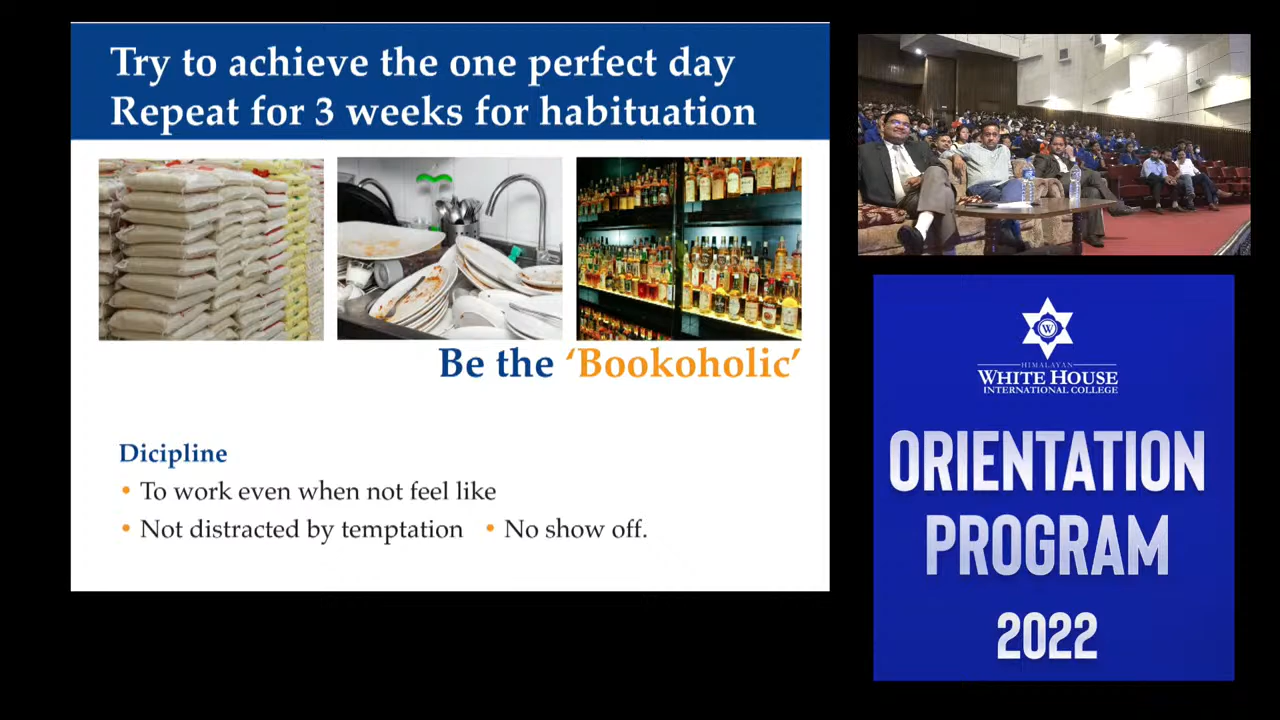 Try to achieve the one perfect day
Repeat for 3 weeks for habituation
Be the ‘Bookoholic’
Dicipline
• To work even when not feel like
• Not distracted by temptation • No show off.
W
HIMALAYAN
WHITE HOUSE
INTERNATIONAL COLLEGE
ORIENTATION
PROGRAM
2022